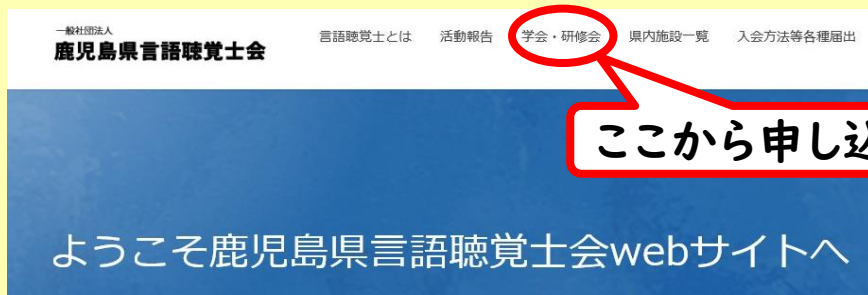 一般社団法人
鹿児島県言語聴覚士会
言語聴覚士とは 活動報告 学会・研修会 県内施設一覧 入会方法等各種届出
ここから申し込
ようこそ鹿児島県言語聴覚士会webサイトへ